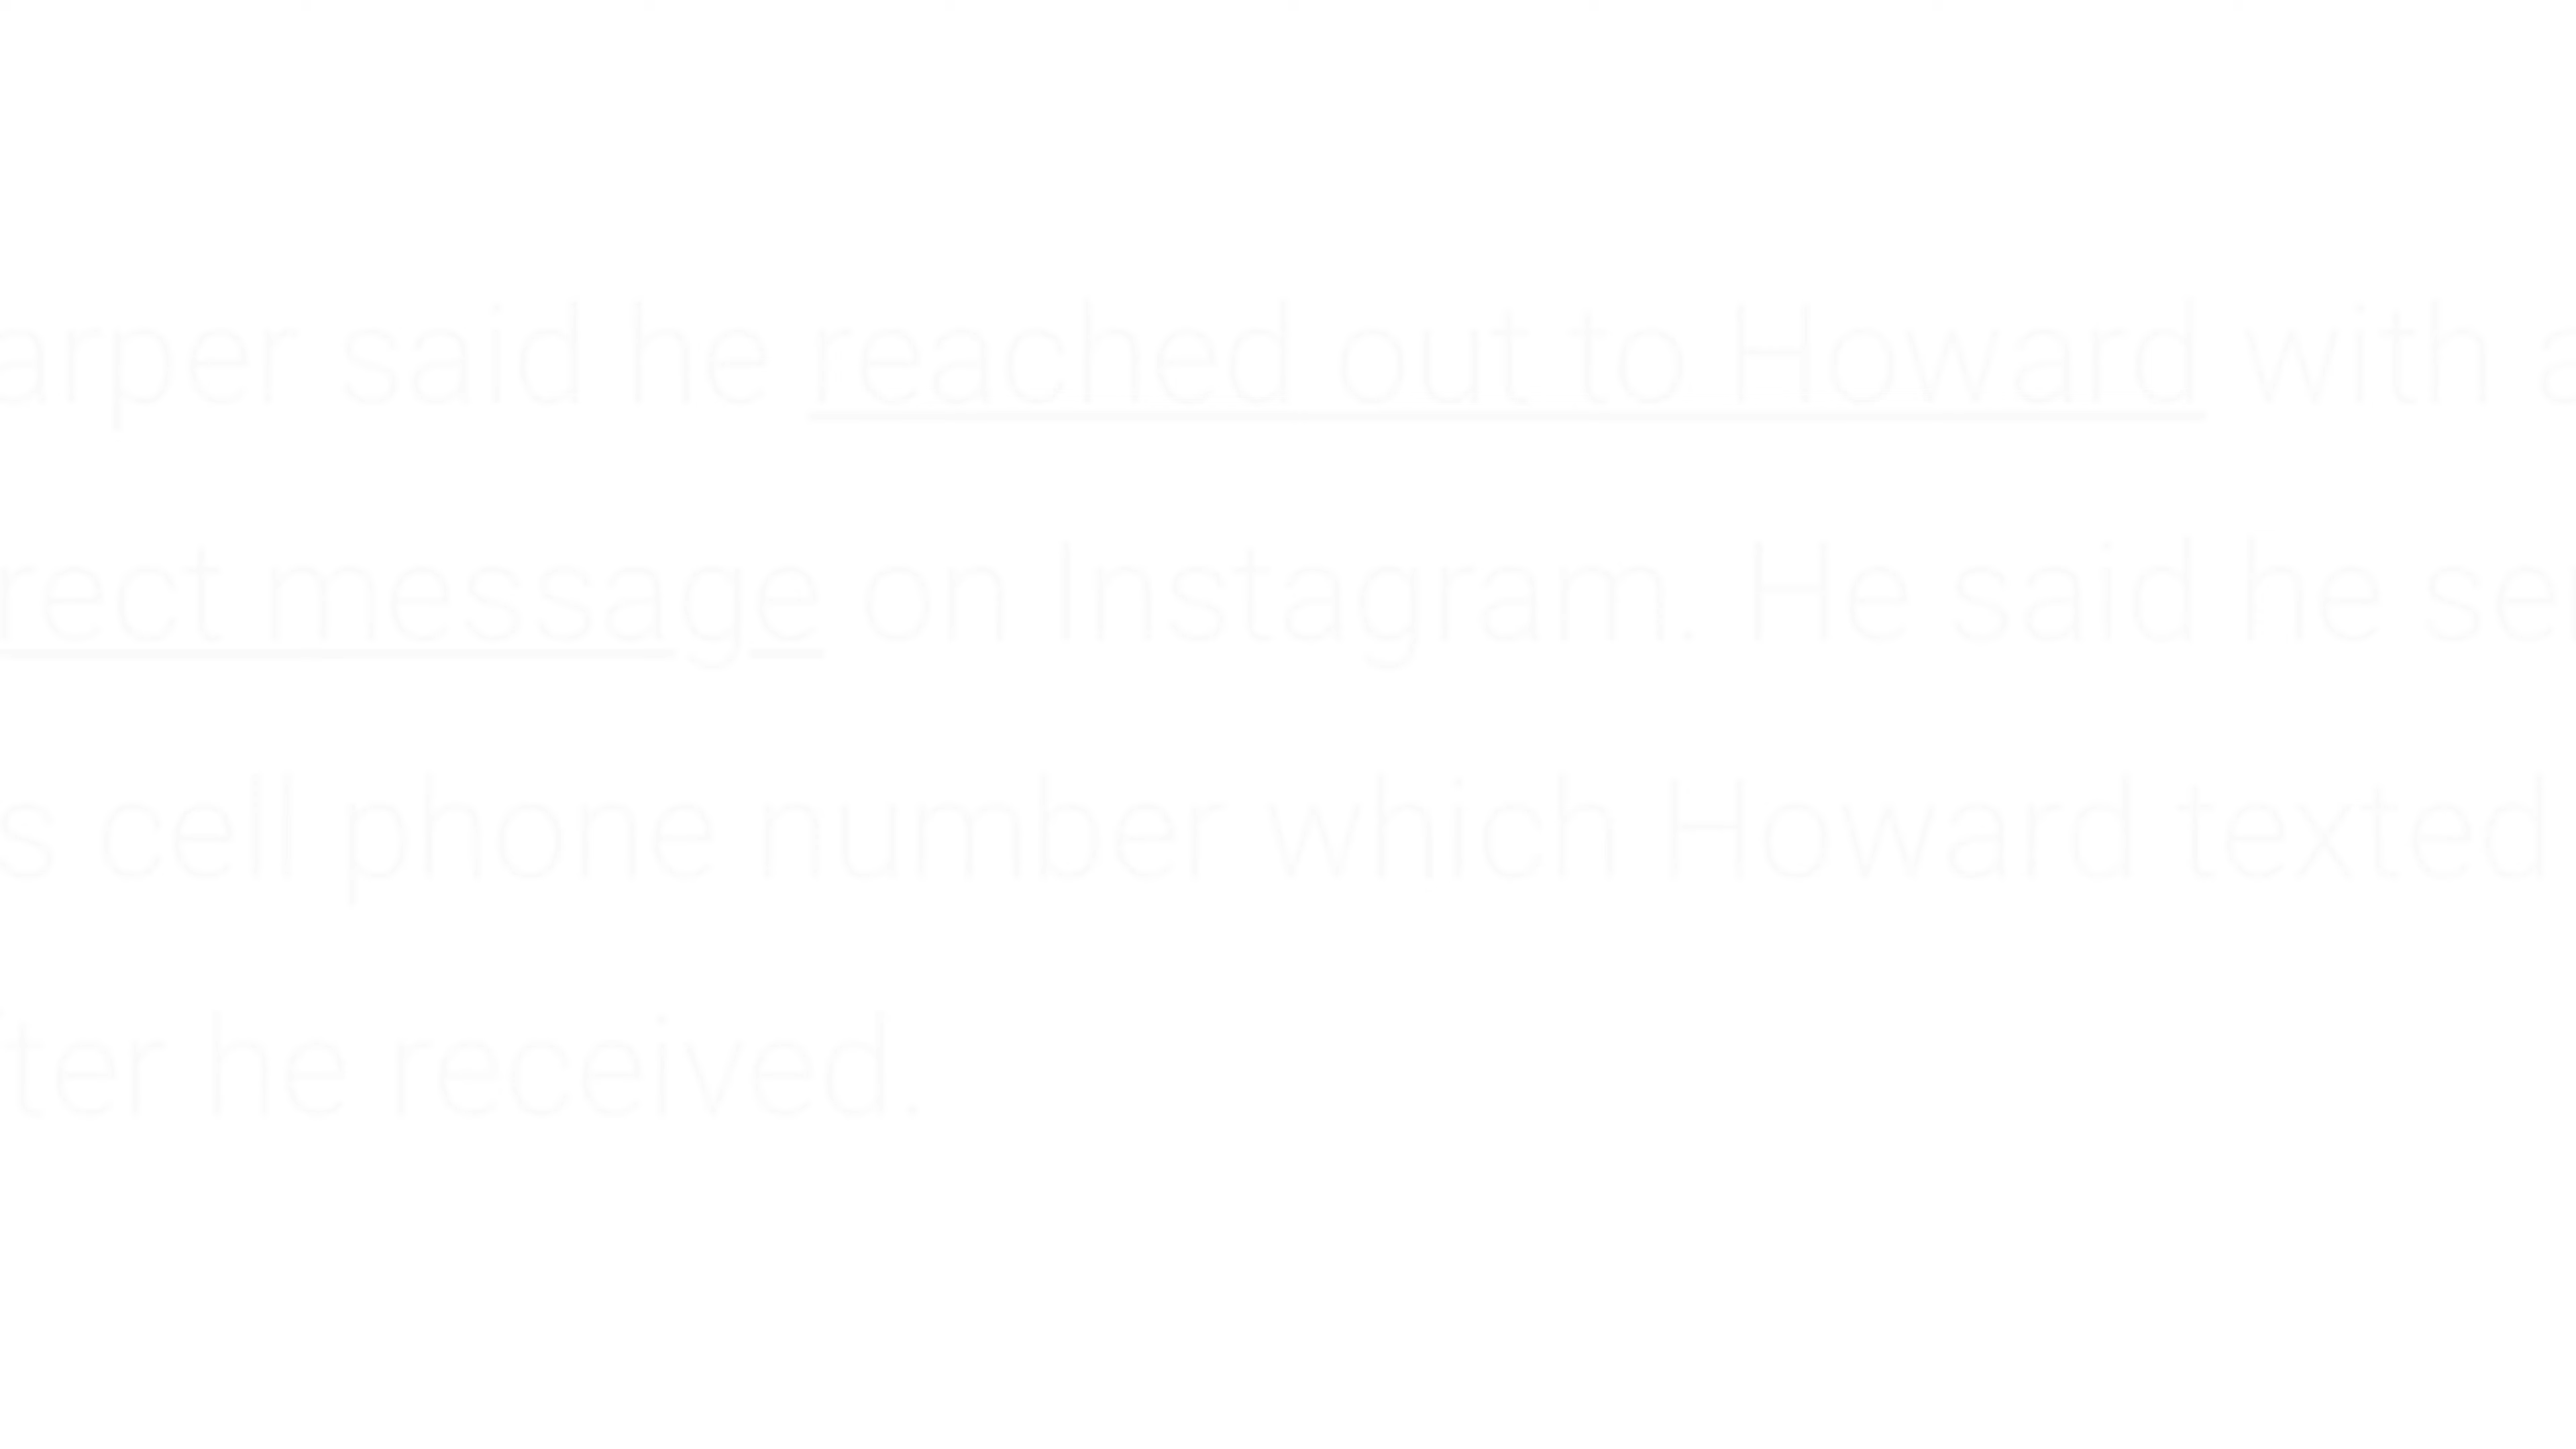 arper said he reached out to Howard with a
rect message on Instagram. He said he se
s cell phone number which Howard texted
ter he received.